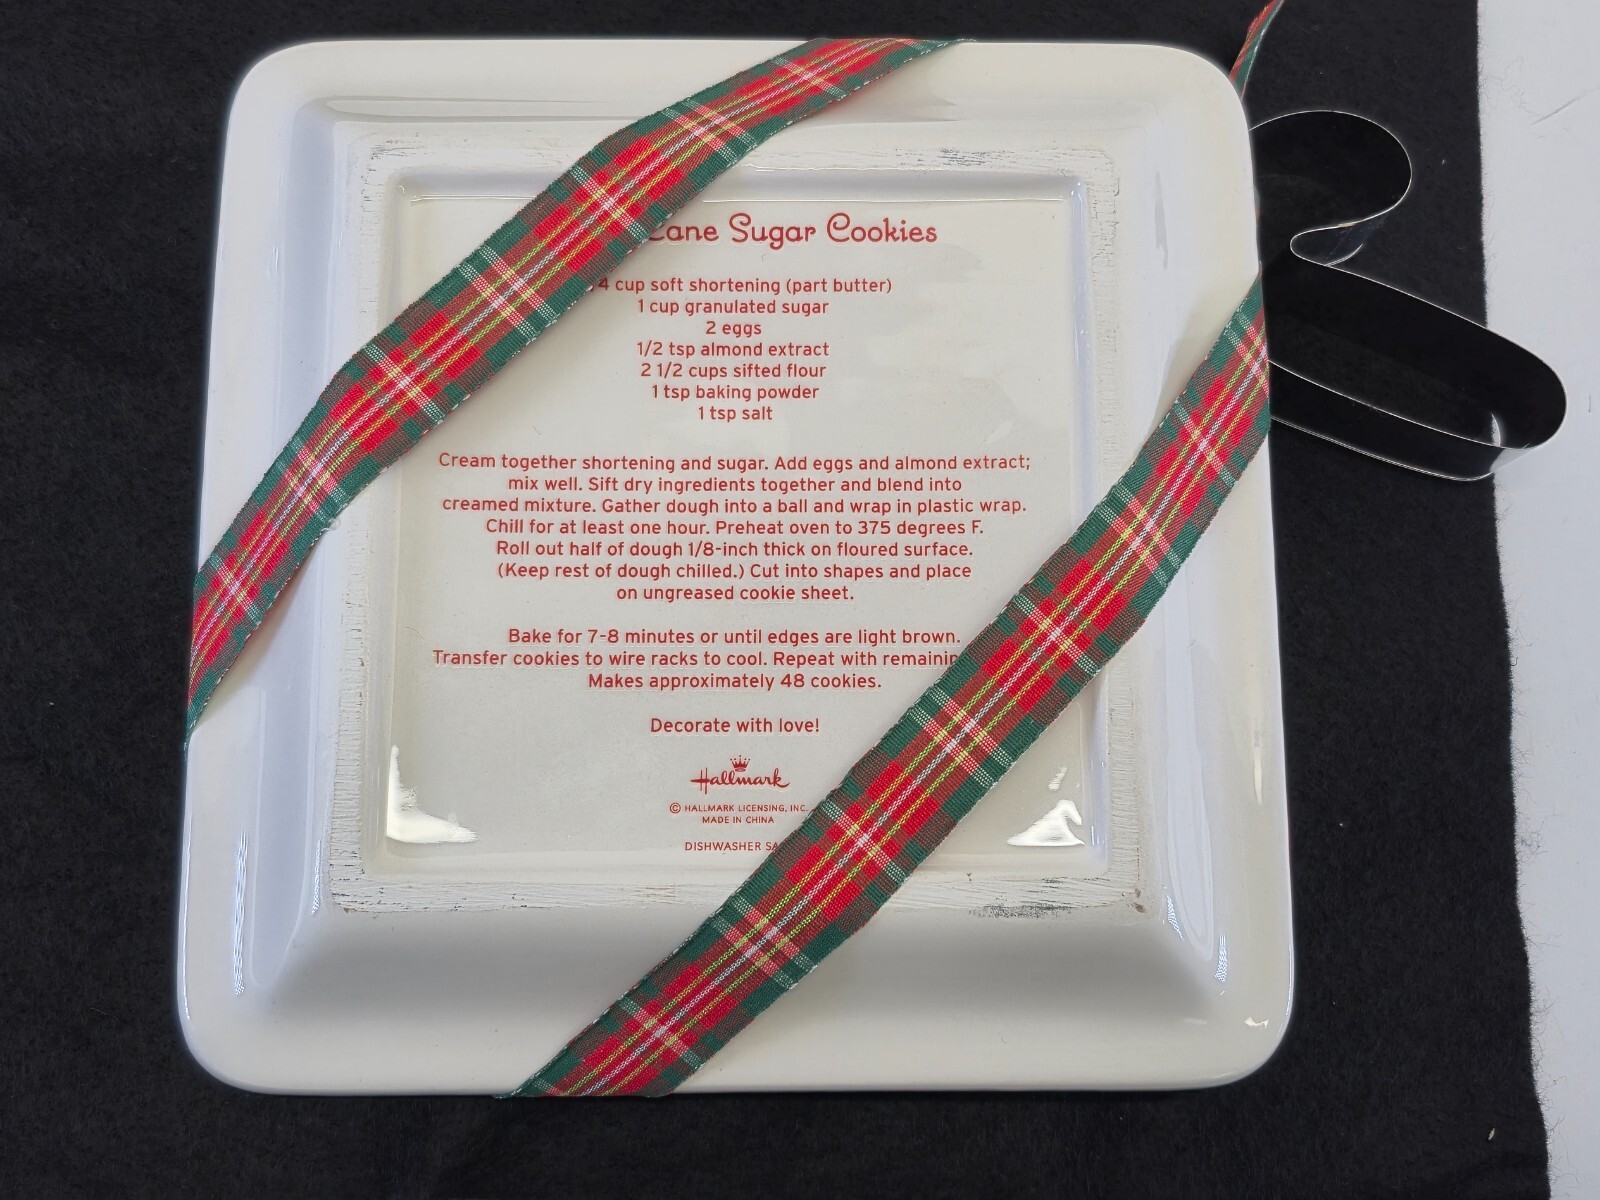 Cane Sugar Cookies
4 cup soft shortening (part butter)
1 cup granulated sugar
2 eggs
1/2 tsp almond extract
2 1/2 cups sifted flour
1 tsp baking powder
1 tsp salt
Cream together shortening and sugar. Add eggs and almond extract;
mix well. Sift dry ingredients together and blend into
creamed mixture. Gather dough into a ball and wrap in plastic wrap.
Chill for at least one hour. Preheat oven to 375 degrees F.
Roll out half of dough 1/8-inch thick on floured surface.
(Keep rest of dough chilled.) Cut into shapes and place
on ungreased cookie sheet.
Bake for 7-8 minutes or until edges are light brown.
Transfer cookies to wire racks to cool. Repeat with
Makes approximately 48 cookies.
Decorate with love!
Hallmark
© HALLMARK LICENSING, INC.
MADE IN CHINA
DISHWASHER